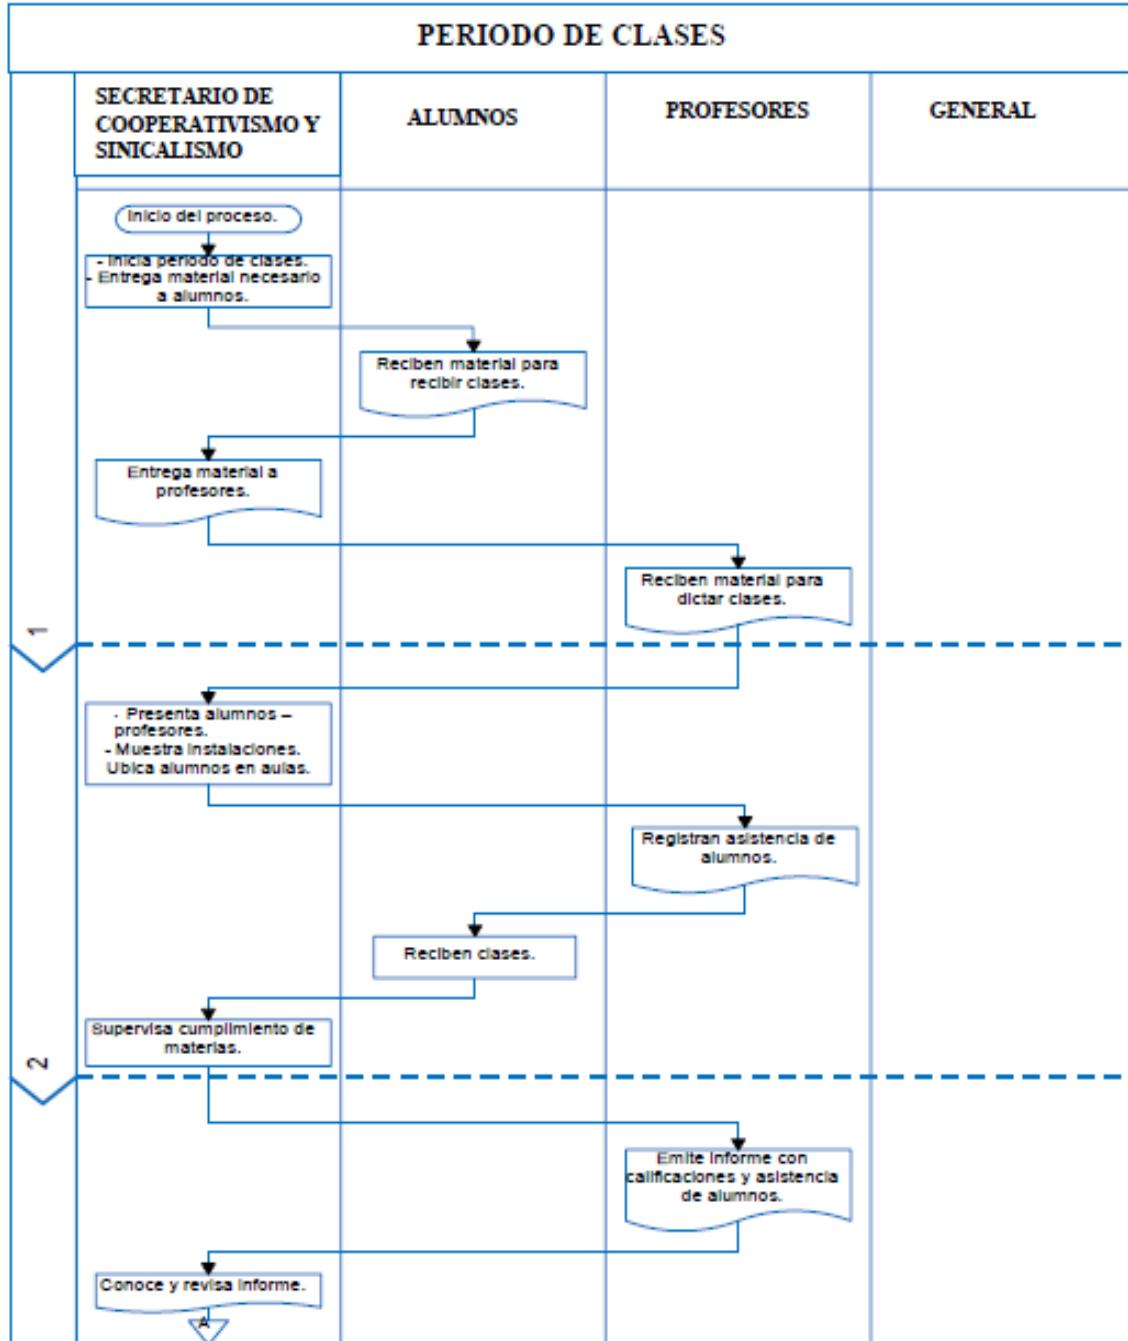 PERIODO DE CLASES
SECRETARIO DE
COOPERATIVISMO Y
SINICALISMO
ALUMNOS
PROFESORES
GENERAL
Inicio del proceso.
- Inicia periodo de clases.
- Entrega material necesario
a alumnos.
Reciben material para
recibir clases.
Entrega material a
profesores.
Reciben material para
dictar clases.
1
- Presenta alumnos –
profesores.
- Muestra instalaciones.
Ubica alumnos en aulas.
Registran asistencia de
alumnos.
Reciben clases.
Supervisa cumplimiento de
materias.
2
Emite informe con
calificaciones y asistencia
de alumnos.
Conoce y revisa informe.
A